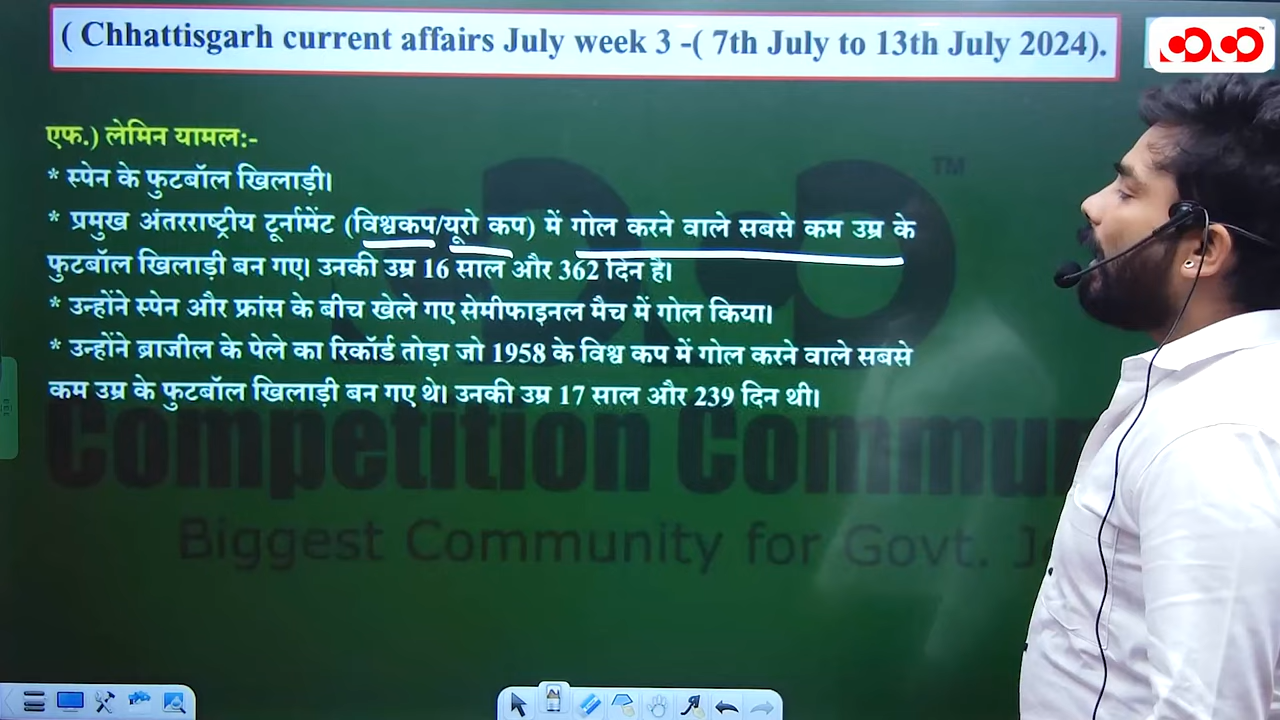 ( Chhattisgarh current affairs July week 3 -( 7th July to 13th July 2024).
एफ.) लेमिन यामल:-
* स्पेन के फुटबॉल खिलाड़ी।
* प्रमुख अंतरराष्ट्रीय टूर्नामेंट (विश्वकप/यूरो कप) में गोल करने वाले सबसे कम उम्र के
फुटबॉल खिलाड़ी बन गए। उनकी उम्र 16 साल और 362 दिन है।
* उन्होंने स्पेन और फ्रांस के बीच खेले गए सेमीफाइनल मैच में गोल किया।
* उन्होंने ब्राजील के पेले का रिकॉर्ड तोड़ा जो 1958 के विश्व कप में गोल करने वाले सबसे
कम उम्र के फुटबॉल खिलाड़ी बन गए थे। उनकी उम्र 17 साल और 239 दिन थी।
TM
Competition Commun
Biggest Community for Govt. J